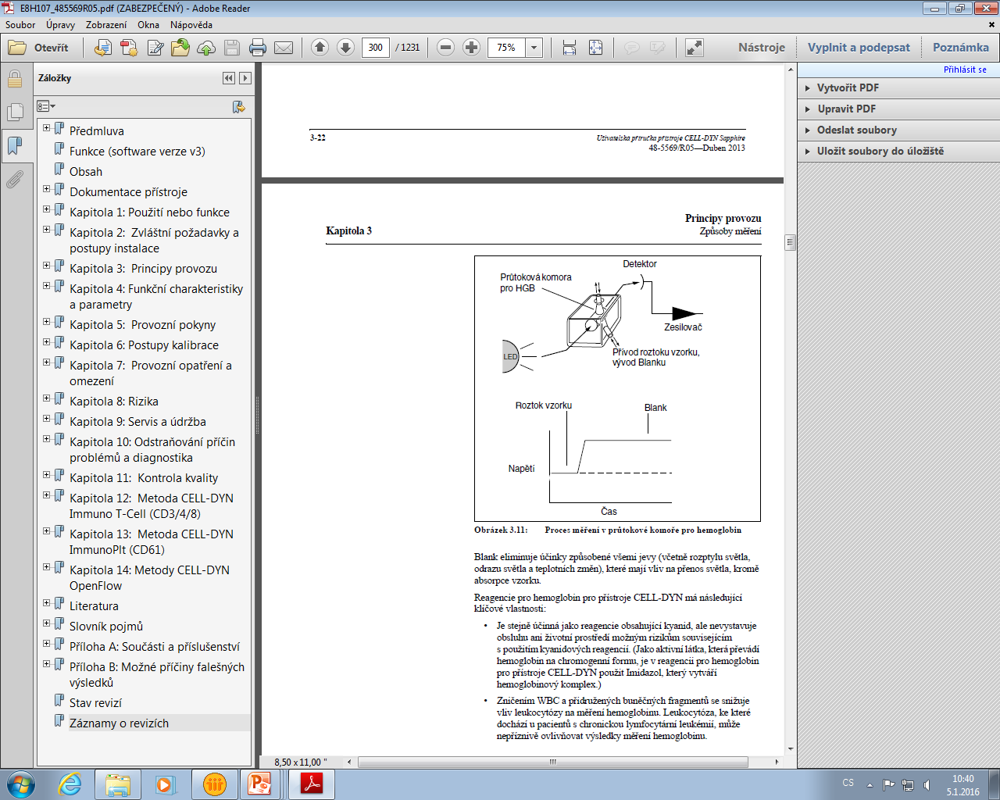 E8H107_485569R05.pdf (ZABEZPEČENÝ) - Adobe Reader
Soubor Úpravy Zobrazení Okna Nápověda
Otevřít 300 / 1231 75% Nástroje Vyplnit a podepsat Poznámka
Přihlásit se
Záložky
Předmluva
Funkce (software verze v3)
Obsah
Dokumentace přístroje
Kapitola 1: Použití nebo funkce
Kapitola 2: Zvláštní požadavky a
postupy instalace
Kapitola 3: Principy provozu
Kapitola 4: Funkční charakteristiky
a parametry
Kapitola 5: Provozní pokyny
Kapitola 6: Postupy kalibrace
Kapitola 7: Provozní opatření a
omezení
Kapitola 8: Rizika
Kapitola 9: Servis a údržba
Kapitola 10: Odstraňování příčin
problémů a diagnostika
Kapitola 11: Kontrola kvality
Kapitola 12: Metoda CELL-DYN
Immuno T-Cell (CD3/4/8)
Kapitola 13: Metoda CELL-DYN
ImmunoPlt (CD61)
Kapitola 14: Metody CELL-DYN
OpenFlow
Literatura
Slovník pojmů
Příloha A: Součásti a příslušenství
Příloha B: Možné příčiny falešných
výsledků
Stav revizí
Záznamy o revizích
3-22 Uživatelská příručka přístroje CELL-DYN Sapphire
48-5569/R05—Duben 2013
Principy provozu
Kapitola 3 Způsoby měření
Detektor
Průtoková komora
pro HGB
Zesilovač
LED
Přívod roztoku vzorku,
vývod Blanku
Roztok vzorku Blank
Napětí
Čas
Obrázek 3.11: Proces měření v průtokové komoře pro hemoglobin
Blank eliminuje účinky způsobené všemi jevy (včetně rozptylu světla,
odrazu světla a teplotních změn), které mají vliv na přenos světla, kromě
absorpce vzorku.
Reagencie pro hemoglobin pro přístroje CELL-DYN má následující
klíčové vlastnosti:
• Je stejně účinná jako reagencie obsahující kyanid, ale nevystavuje
obsluhu ani životní prostředí možným rizikům souvisejícím
s použitím kyanidových reagencií. (Jako aktivní látka, která převádí
hemoglobin na chromogenní formu, je v reagencii pro hemoglobin
pro přístroje CELL-DYN použit Imidazol, který vytváří
hemoglobinový komplex.)
• Zničením WBC a přidružených buněčných fragmentů se snižuje
vliv leukocytózy na měření hemoglobinu. Leukocytóza, ke které
dochází u pacientů s chronickou lymfocytární leukémií, může
nepříznivě ovlivňovat výsledky měření hemoglobinu.
8,50 x 11,00 "
Vytvořit PDF
Upravit PDF
Odeslat soubory
Uložit soubory do úložiště
CS 10:40
5.1.2016